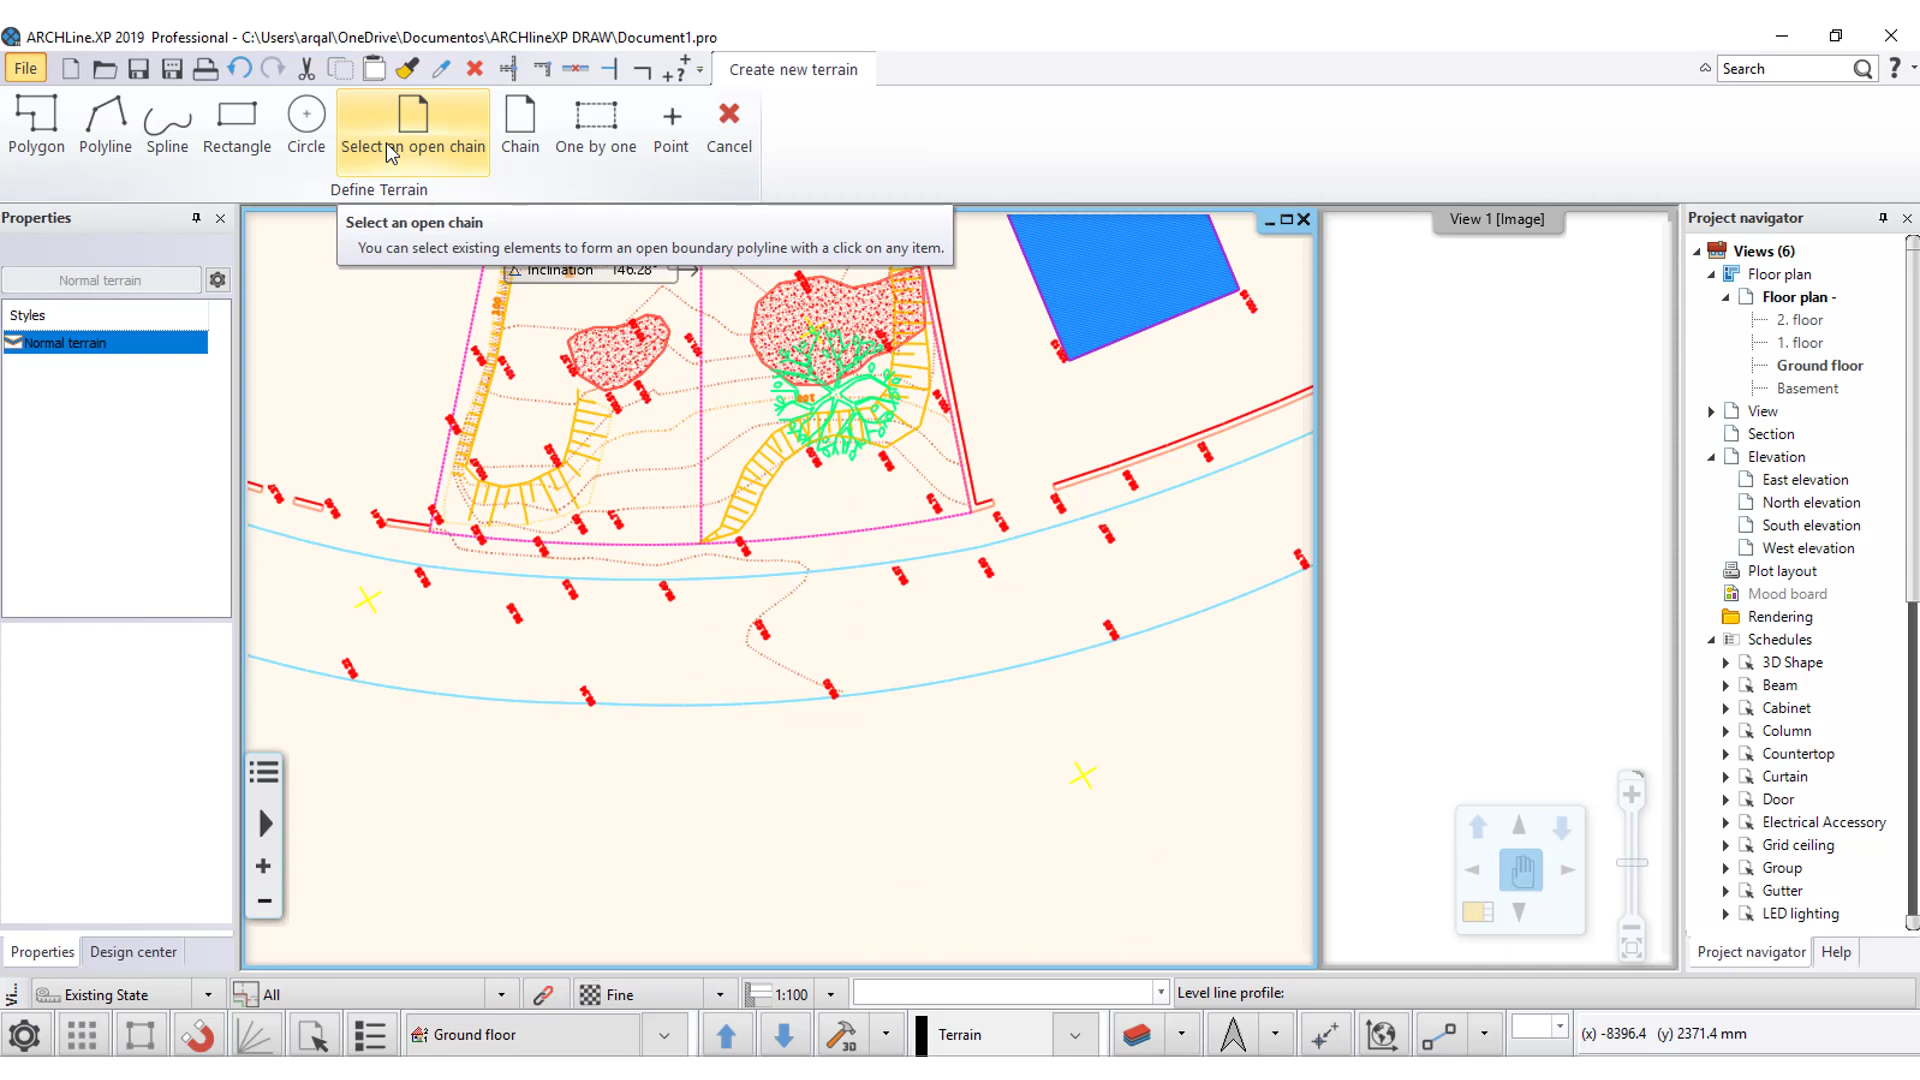 ARCHLine.XP 2019 Professional - C:\Users\arqal\OneDrive\Documentos\ARCHlineXP DRAW\Document1.pro
File
Create new terrain
Search
?
Polygon
Polyline
Spline
Rectangle
Circle
Select an open chain
Chain
One by one
Point
Cancel
Define Terrain
Properties
Select an open chain
You can select existing elements to form an open boundary polyline with a click on any item.
View 1 [Image]
Project navigator
Normal terrain
Styles
Normal terrain
Inclination 146.28°
100
Views (6)
Floor plan
Floor plan -
2. floor
1. floor
Ground floor
Basement
View
Section
Elevation
East elevation
North elevation
South elevation
West elevation
Plot layout
Mood board
Rendering
Schedules
3D Shape
Beam
Cabinet
Column
Countertop
Curtain
Door
Electrical Accessory
Grid ceiling
Group
Gutter
LED lighting
Properties
Design center
Project navigator
Help
Existing State
All
Fine
1:100
Level line profile:
Ground floor
3D
Terrain
(x) -8396.4 (y) 2371.4 mm